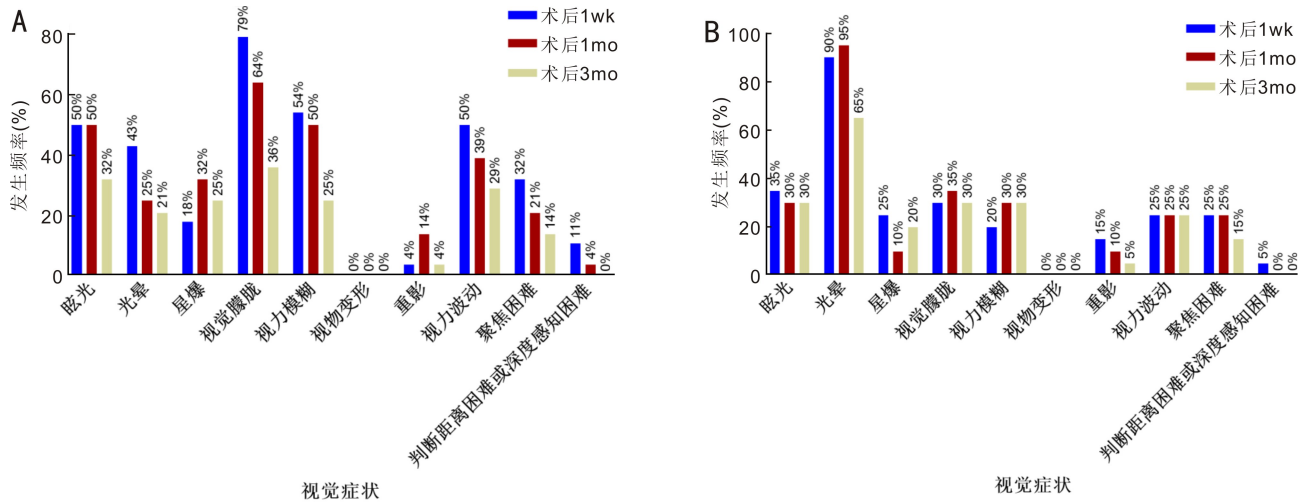 A
术后1wk
术后1mo
术后3mo
发生频率(%)
80
60
40
20
0
50% 50% 32%
43% 25% 21%
18% 32% 25%
79% 64% 36%
54% 50% 25%
0% 0% 0%
4% 14% 4%
50% 39% 29%
32% 21% 14%
11% 4% 0%
眩光
光晕
星爆
视觉朦胧
视力模糊
视物变形
重影
视力波动
聚焦困难
判断距离困难或深度感知困难
视觉症状
B
术后1wk
术后1mo
术后3mo
发生频率(%)
100
80
60
40
20
0
35% 30% 30%
90% 95% 65%
25% 10% 20%
30% 35% 30%
20% 30% 30%
0% 0% 0%
15% 10% 5%
25% 25% 25%
25% 25% 15%
5% 0% 0%
眩光
光晕
星爆
视觉朦胧
视力模糊
视物变形
重影
视力波动
聚焦困难
判断距离困难或深度感知困难
视觉症状